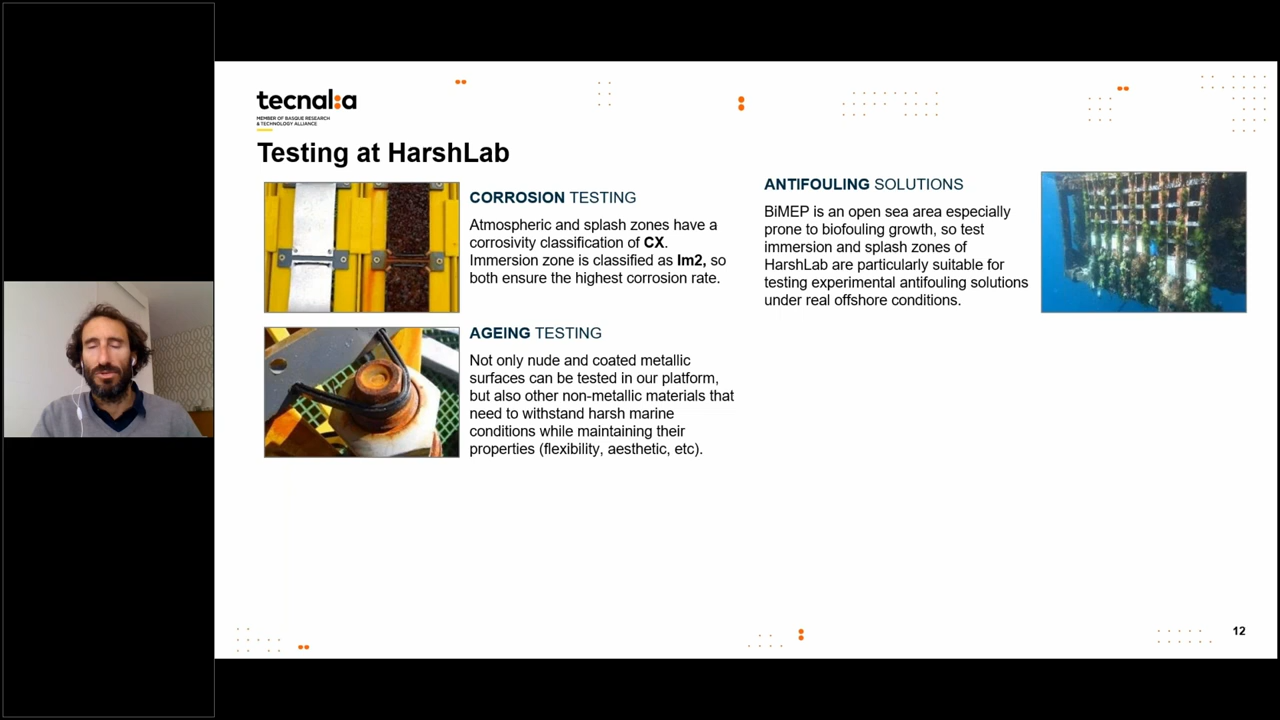 tecnal:a
MEMBER OF BASQUE RESEARCH
& TECHNOLOGY ALLIANCE
Testing at HarshLab
CORROSION TESTING
Atmospheric and splash zones have a
corrosivity classification of CX.
Immersion zone is classified as Im2, so
both ensure the highest corrosion rate.
AGEING TESTING
Not only nude and coated metallic
surfaces can be tested in our platform,
but also other non-metallic materials that
need to withstand harsh marine
conditions while maintaining their
properties (flexibility, aesthetic, etc).
ANTIFOULING SOLUTIONS
BiMEP is an open sea area especially
prone to biofouling growth, so test
immersion and splash zones of
HarshLab are particularly suitable for
testing experimental antifouling solutions
under real offshore conditions.
12